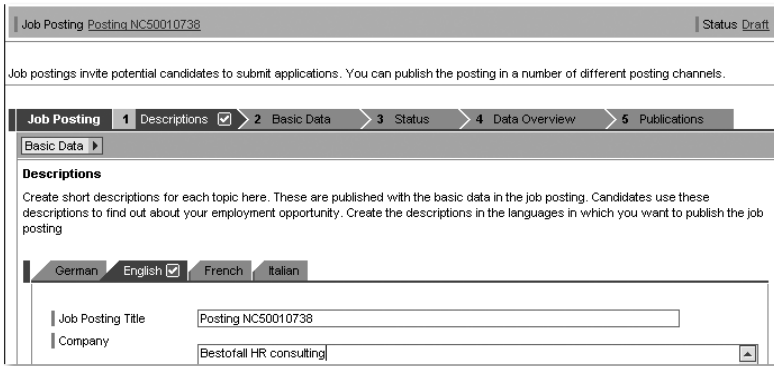 Job Posting Posting NC50010738 Status Draft
Job postings invite potential candidates to submit applications. You can publish the posting in a number of different posting channels.
Job Posting 1 Descriptions 2 Basic Data 3 Status 4 Data Overview 5 Publications
Basic Data
Descriptions
Create short descriptions for each topic here. These are published with the basic data in the job posting. Candidates use these
descriptions to find out about your employment opportunity. Create the descriptions in the languages in which you want to publish the job
posting
German English French Italian
Job Posting Title Posting NC50010738
Company
Bestofall HR consulting